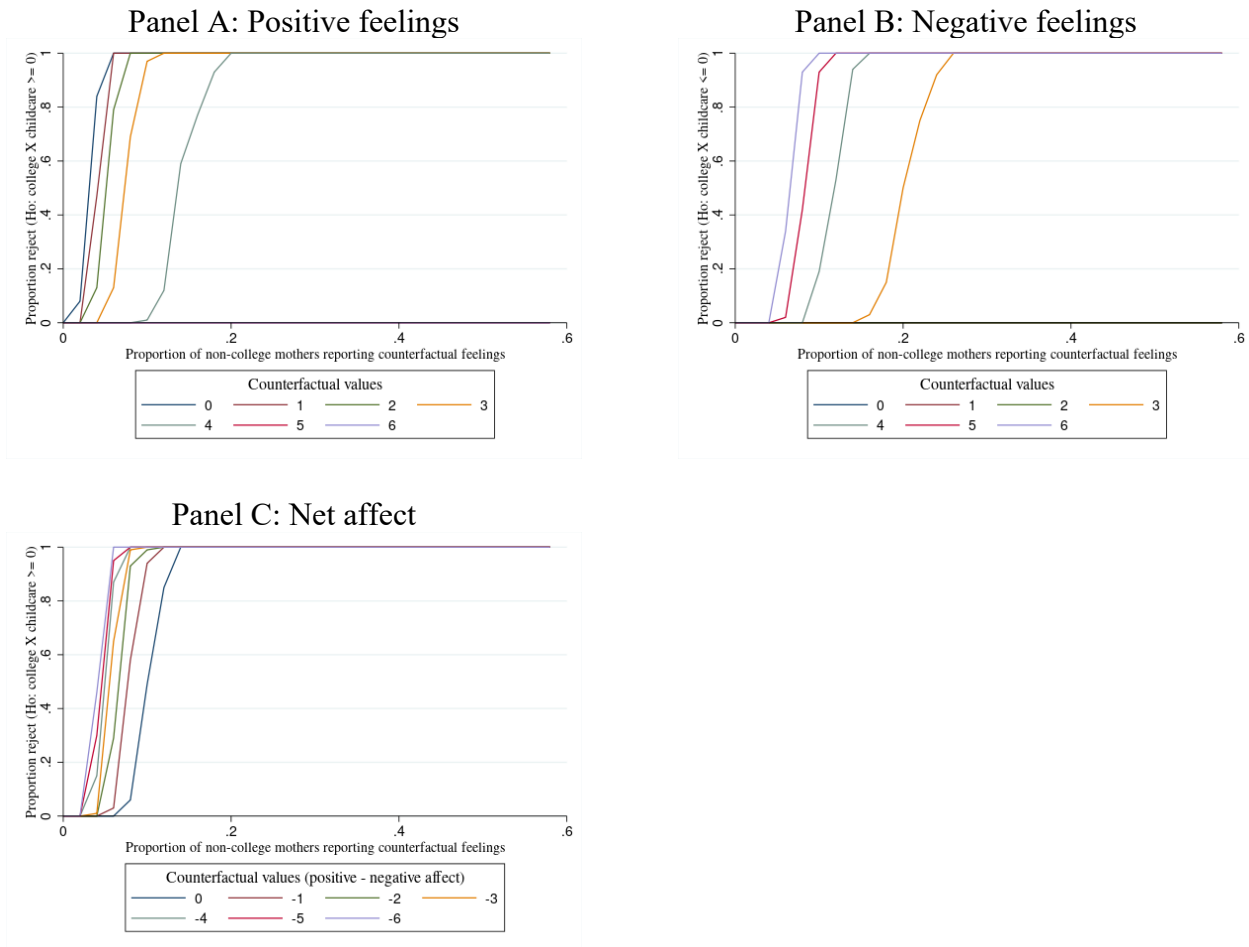 Panel A: Positive feelings
Proportion reject (Ho: college X childcare >= 0)
1
.8
.6
.4
.2
0
0 .2 .4 .6
Proportion of non-college mothers reporting counterfactual feelings
Counterfactual values
0 1 2 3
4 5 6
Panel B: Negative feelings
Proportion reject (Ho: college X childcare <= 0)
1
.8
.6
.4
.2
0
0 .2 .4 .6
Proportion of non-college mothers reporting counterfactual feelings
Counterfactual values
0 1 2 3
4 5 6
Panel C: Net affect
Proportion reject (Ho: college X childcare >= 0)
1
.8
.6
.4
.2
0
0 .2 .4 .6
Proportion of non-college mothers reporting counterfactual feelings
Counterfactual values (positive - negative affect)
0 -1 -2 -3
-4 -5 -6